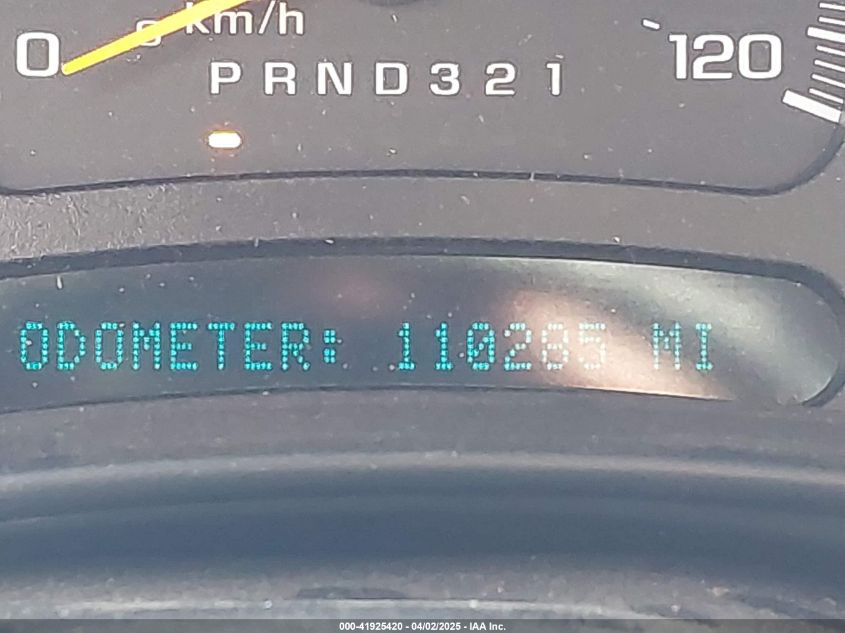 km/h
0
120
PRND321
ODOMETER: 110285 MI
000-41925420 - 04/02/2025 - IAA Inc.